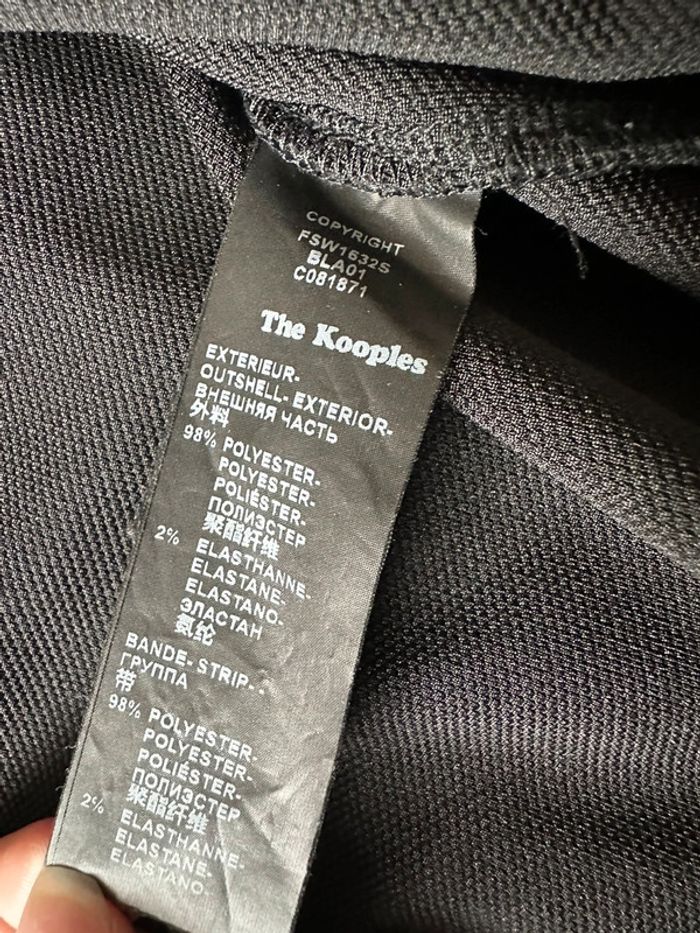 COPYRIGHT
FSW1632S
BLA01
C081871
The Kooples
EXTERIEUR-
OUTSHELL- EXTERIOR-
ВНЕШНЯЯ ЧАСТЬ
外料
98% POLYESTER-
POLYESTER-
POLIÉSTER-
ПОЛИЭСТЕР
聚酯纤维
2% ELASTHANNE-
ELASTANE-
ELASTANO-
ЭЛАСТАН
氨纶
BANDE- STRIP- -
ГРУППА
带
98% POLYESTER-
POLYESTER-
POLIÉSTER-
ПОЛИЭСТЕР
聚酯纤维
2% ELASTHANNE-
ELASTANE-
ELASTANO-